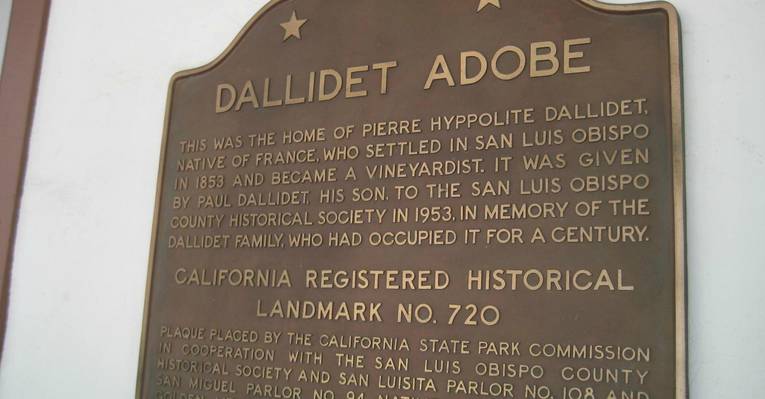 DALLIDET ADOBE
THIS WAS THE HOME OF PIERRE HYPPOLITE DALLIDET,
NATIVE OF FRANCE, WHO SETTLED IN SAN LUIS OBISPO
IN 1853 AND BECAME A VINEYARDIST. IT WAS GIVEN
BY PAUL DALLIDET, HIS SON, TO THE SAN LUIS OBISPO
COUNTY HISTORICAL SOCIETY IN 1953, IN MEMORY OF THE
DALLIDET FAMILY, WHO HAD OCCUPIED IT FOR A CENTURY.
CALIFORNIA REGISTERED HISTORICAL
LANDMARK NO. 720
PLAQUE PLACED BY THE CALIFORNIA STATE PARK COMMISSION
IN COOPERATION WITH THE SAN LUIS OBISPO COUNTY
HISTORICAL SOCIETY AND SAN LUISITA PARLOR NO. 108 AND
SAN MIGUEL PARLOR NO. 94